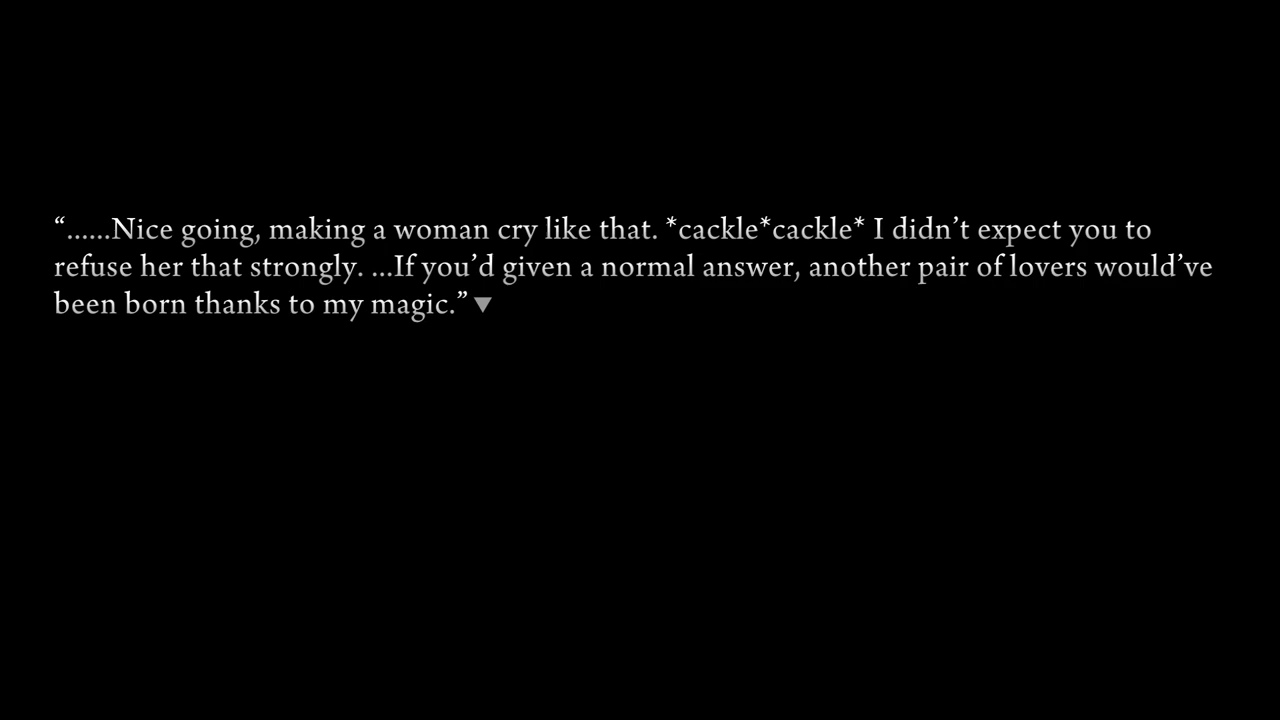 “......Nice going, making a woman cry like that. *cackle*cackle* I didn’t expect you to
refuse her that strongly. ...If you’d given a normal answer, another pair of lovers would’ve
been born thanks to my magic.” ▼